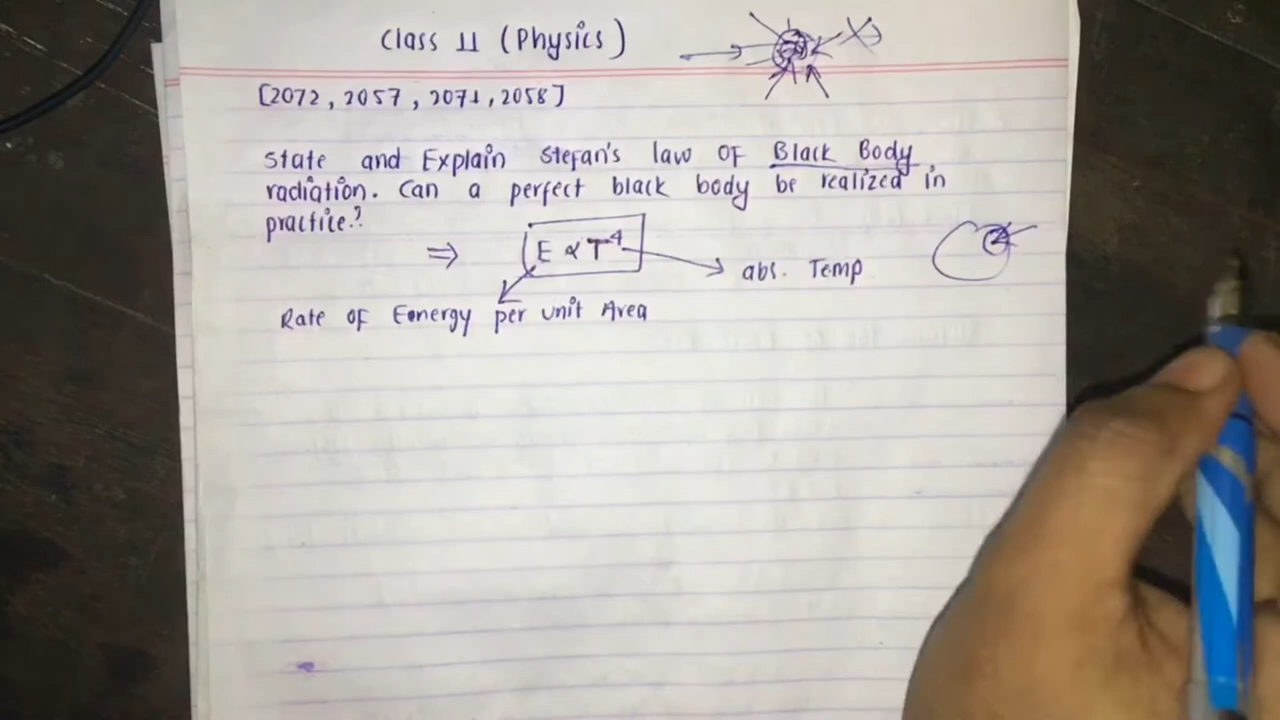 Class 11 (Physics)
[2072, 2057, 2071, 2058]
State and Explain Stefan's law of Black Body
radiation. Can a perfect black body be realized in
practice.?
⇒ E ∝ T⁴
abs. Temp
Rate of Eenergy per unit Area